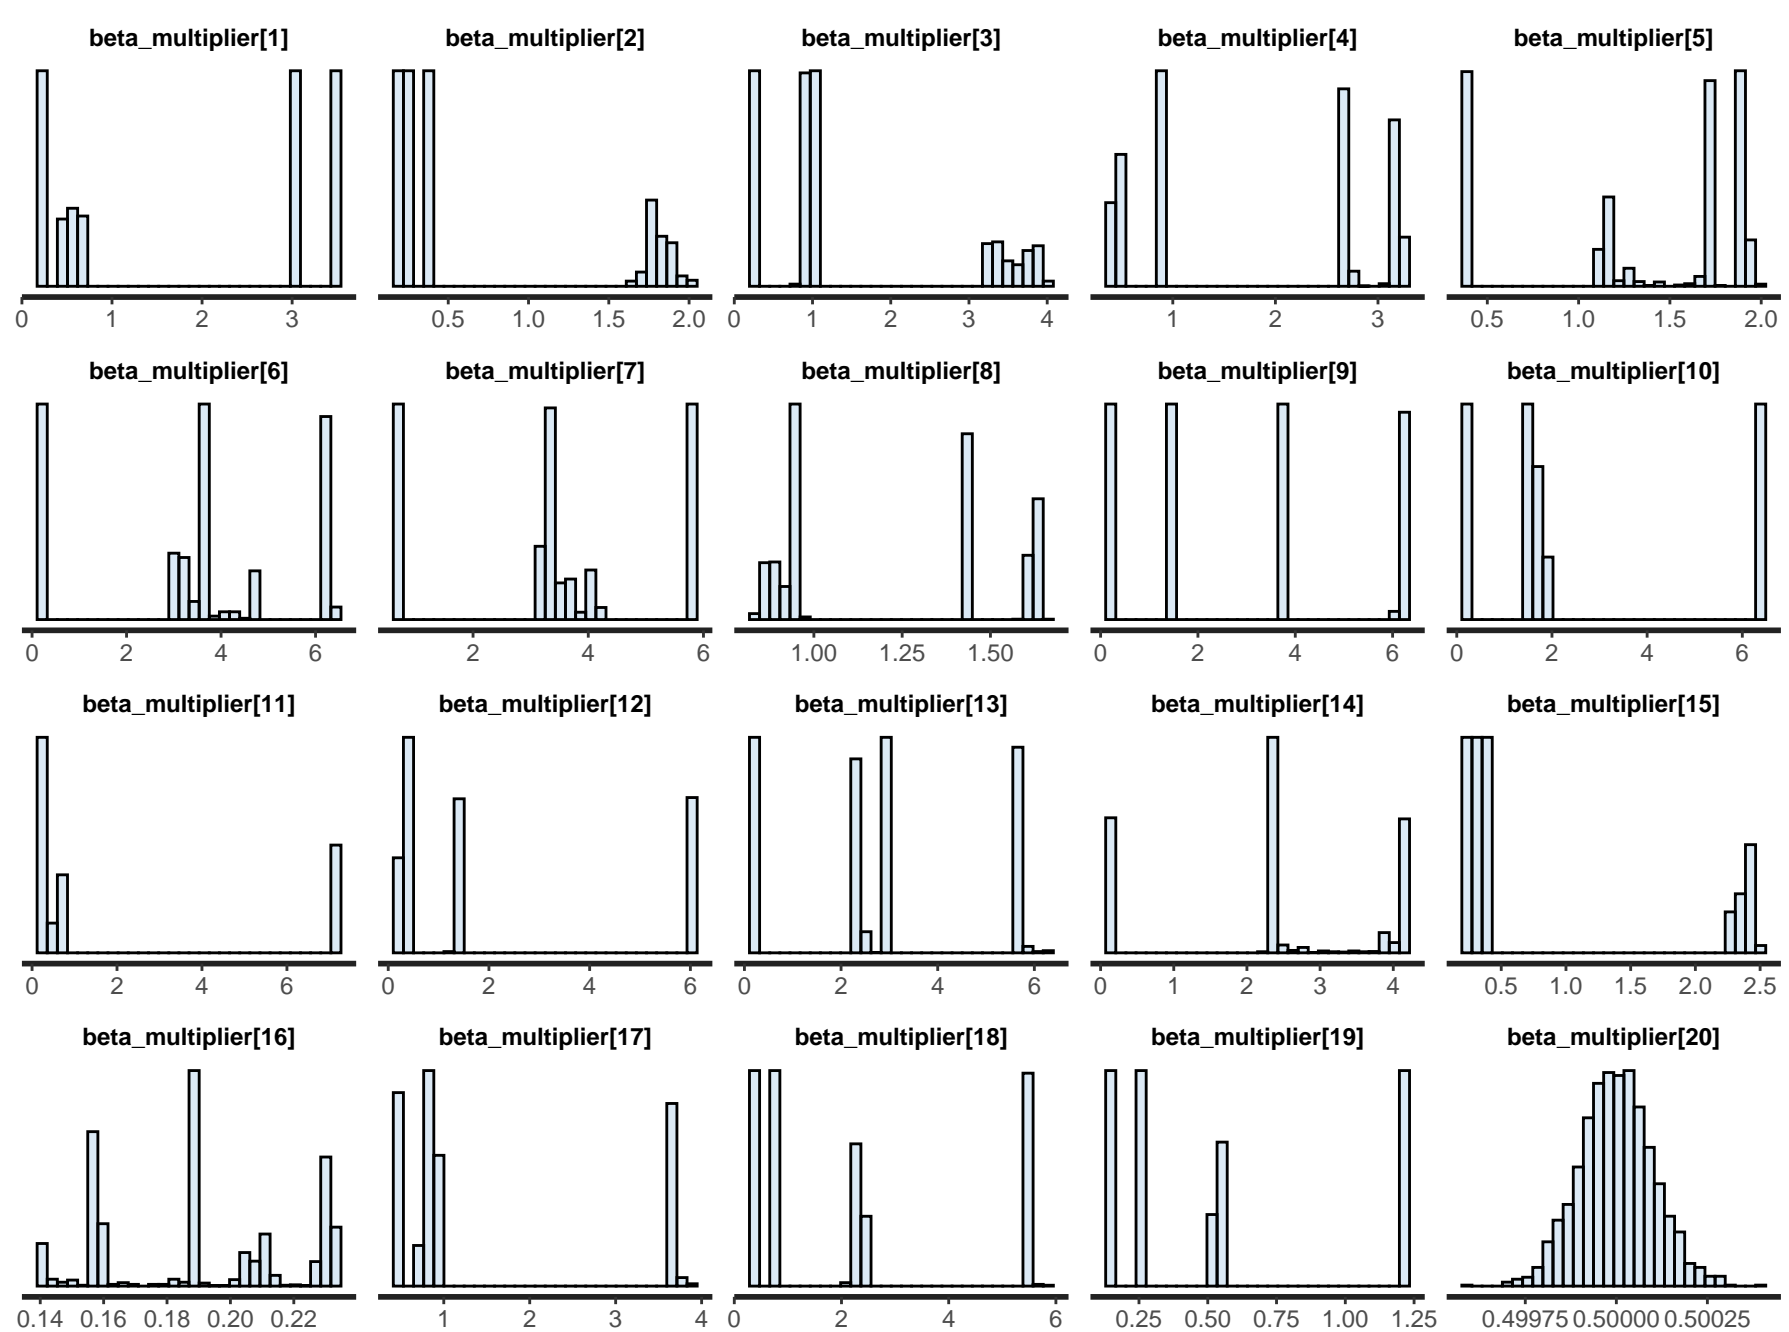 beta_multiplier[1] beta_multiplier[2] beta_multiplier[3] beta_multiplier[4] beta_multiplier[5]
0 1 2 3 0.5 1.0 1.5 2.0 0 1 2 3 4 1 2 3 0.5 1.0 1.5 2.0
beta_multiplier[6] beta_multiplier[7] beta_multiplier[8] beta_multiplier[9] beta_multiplier[10]
0 2 4 6 2 4 6 1.00 1.25 1.50 0 2 4 6 0 2 4 6
beta_multiplier[11] beta_multiplier[12] beta_multiplier[13] beta_multiplier[14] beta_multiplier[15]
0 2 4 6 0 2 4 6 0 2 4 6 0 1 2 3 4 0.5 1.0 1.5 2.0 2.5
beta_multiplier[16] beta_multiplier[17] beta_multiplier[18] beta_multiplier[19] beta_multiplier[20]
0.14 0.16 0.18 0.20 0.22 1 2 3 4 0 2 4 6 0.25 0.50 0.75 1.00 1.25 0.49975 0.50000 0.50025